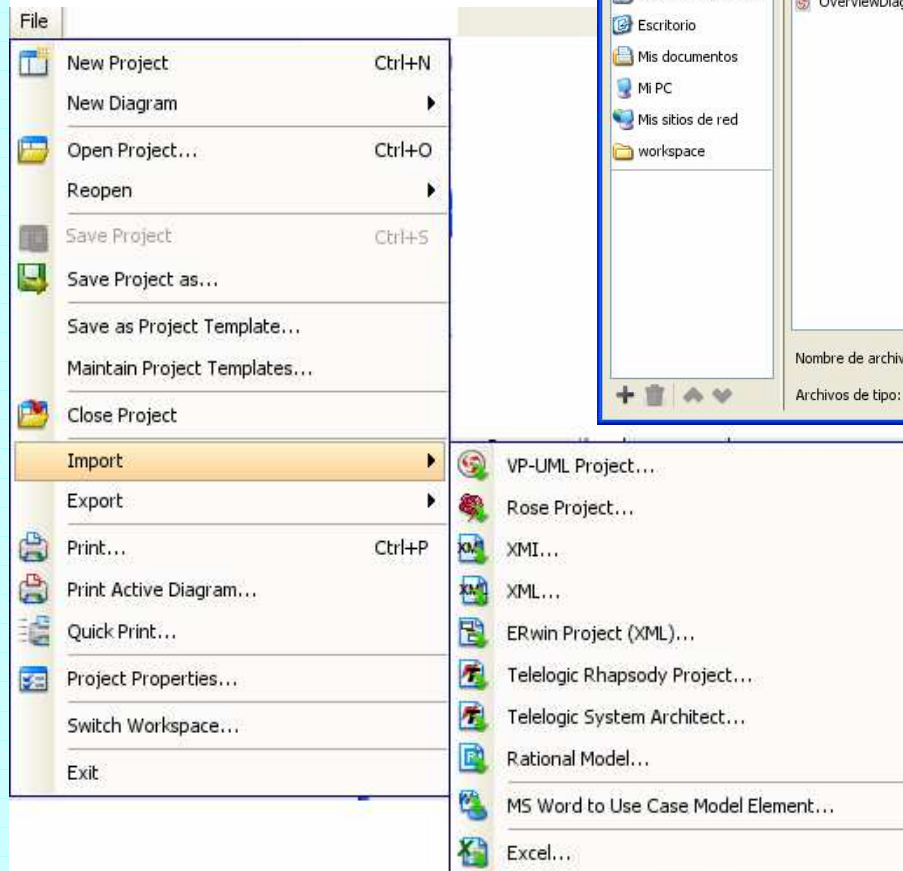 File
New Project Ctrl+N
New Diagram
Open Project... Ctrl+O
Reopen
Save Project Ctrl+S
Save Project as...
Save as Project Template...
Maintain Project Templates...
Close Project
Import
Export
Print... Ctrl+P
Print Active Diagram...
Quick Print...
Project Properties...
Switch Workspace...
Exit
VP-UML Project...
Rose Project...
XMI...
XML...
ERwin Project (XML)...
Telelogic Rhapsody Project...
Telelogic System Architect...
Rational Model...
MS Word to Use Case Model Element...
Excel...
Escritorio
Mis documentos
Mi PC
Mis sitios de red
workspace
OverviewDiag
Nombre de archiv
Archivos de tipo: